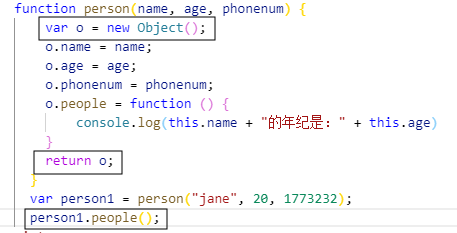 function person(name, age, phonenum) {
var o = new Object();
o.name = name;
o.age = age;
o.phonenum = phonenum;
o.people = function () {
console.log(this.name + "的年纪是：" + this.age)
}
return o;
}
var person1 = person("jane", 20, 1773232);
person1.people();